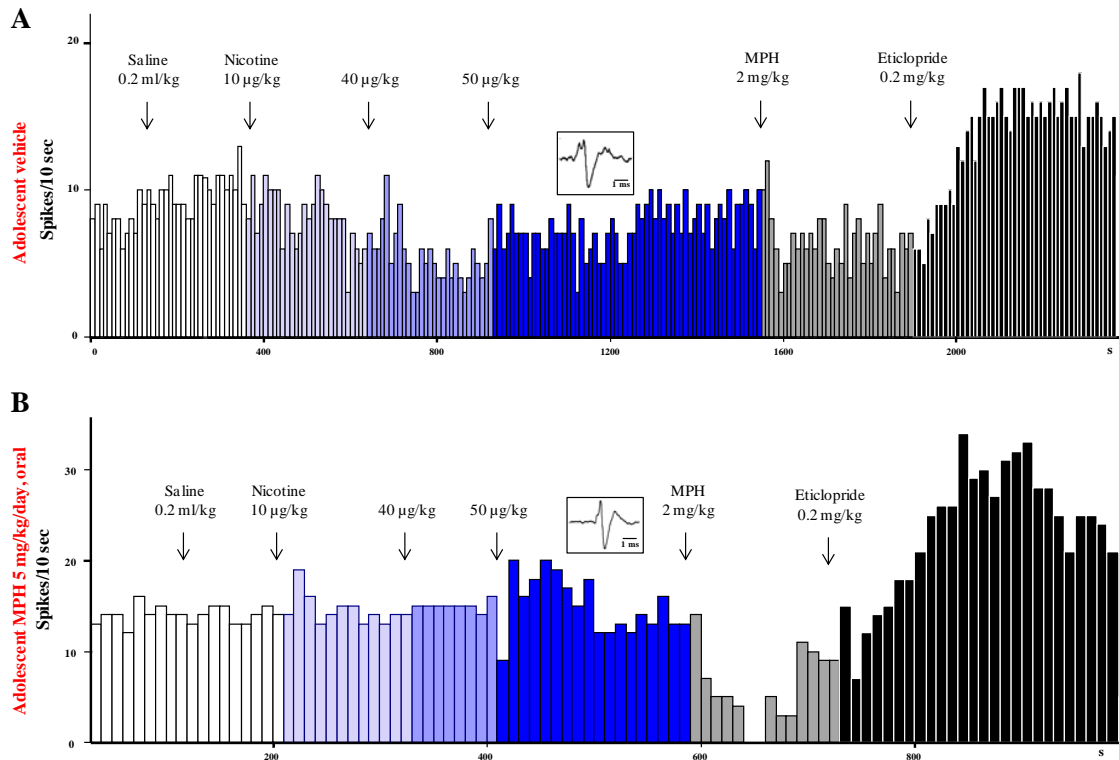 A
20
10
0
Adolescent vehicle
Spikes/10 sec
Saline
0.2 ml/kg
Nicotine
10 µg/kg
40 µg/kg
50 µg/kg
MPH
2 mg/kg
Eticlopride
0.2 mg/kg
1 ms
0
400
800
1200
1600
2000
s
B
30
20
10
0
Adolescent MPH 5 mg/kg/day, oral
Spikes/10 sec
Saline
0.2 ml/kg
Nicotine
10 µg/kg
40 µg/kg
50 µg/kg
MPH
2 mg/kg
Eticlopride
0.2 mg/kg
1 ms
200
400
600
800
s